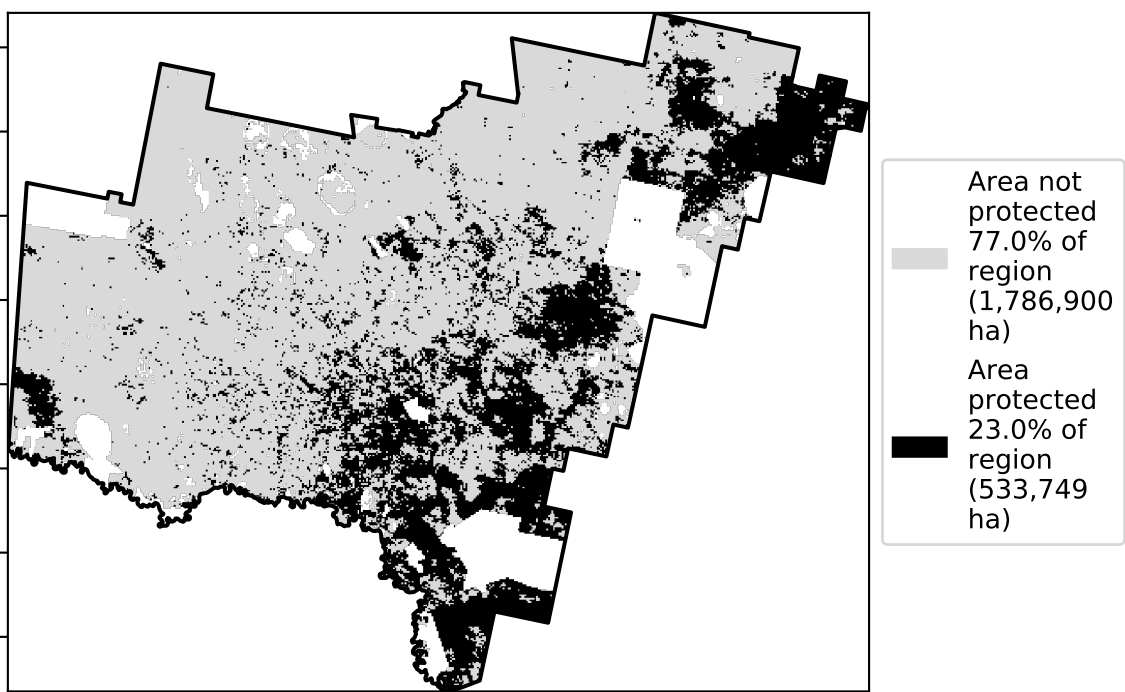 Area not
protected
77.0% of
region
(1,786,900
ha)
Area
protected
23.0% of
region
(533,749
ha)